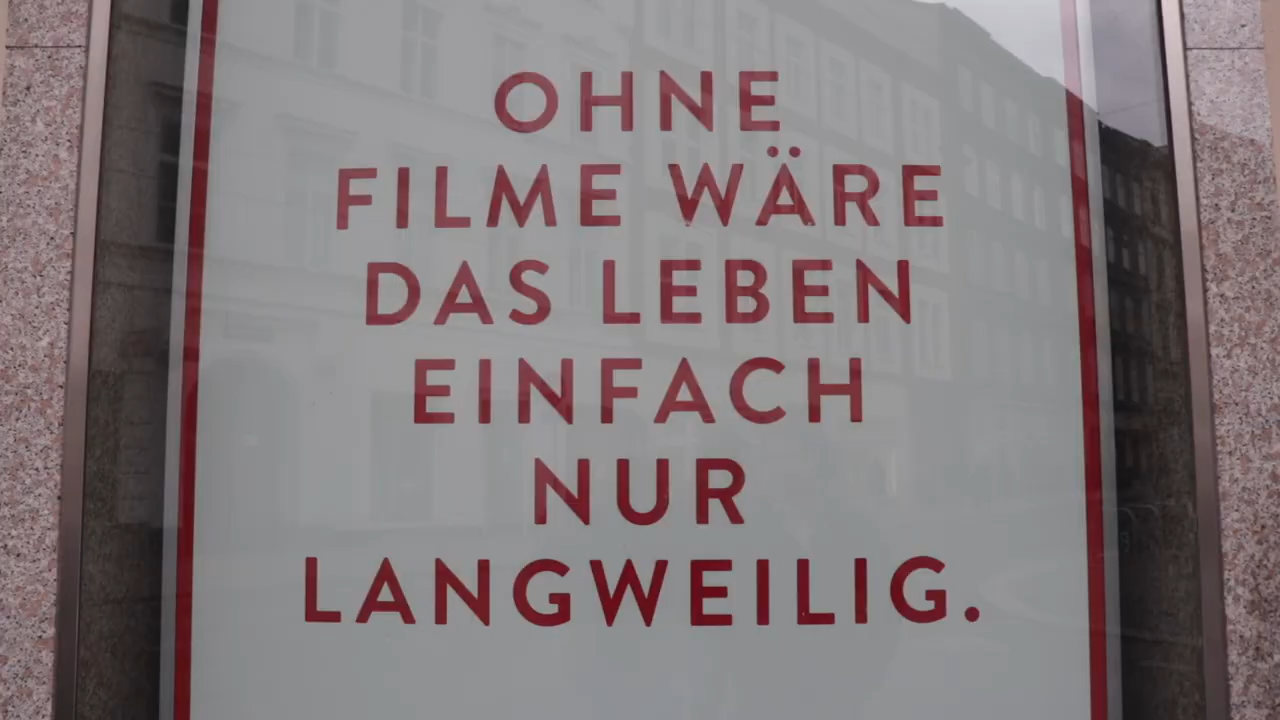 OHNE
FILME WÄRE
DAS LEBEN
EINFACH
NUR
LANGWEILIG.